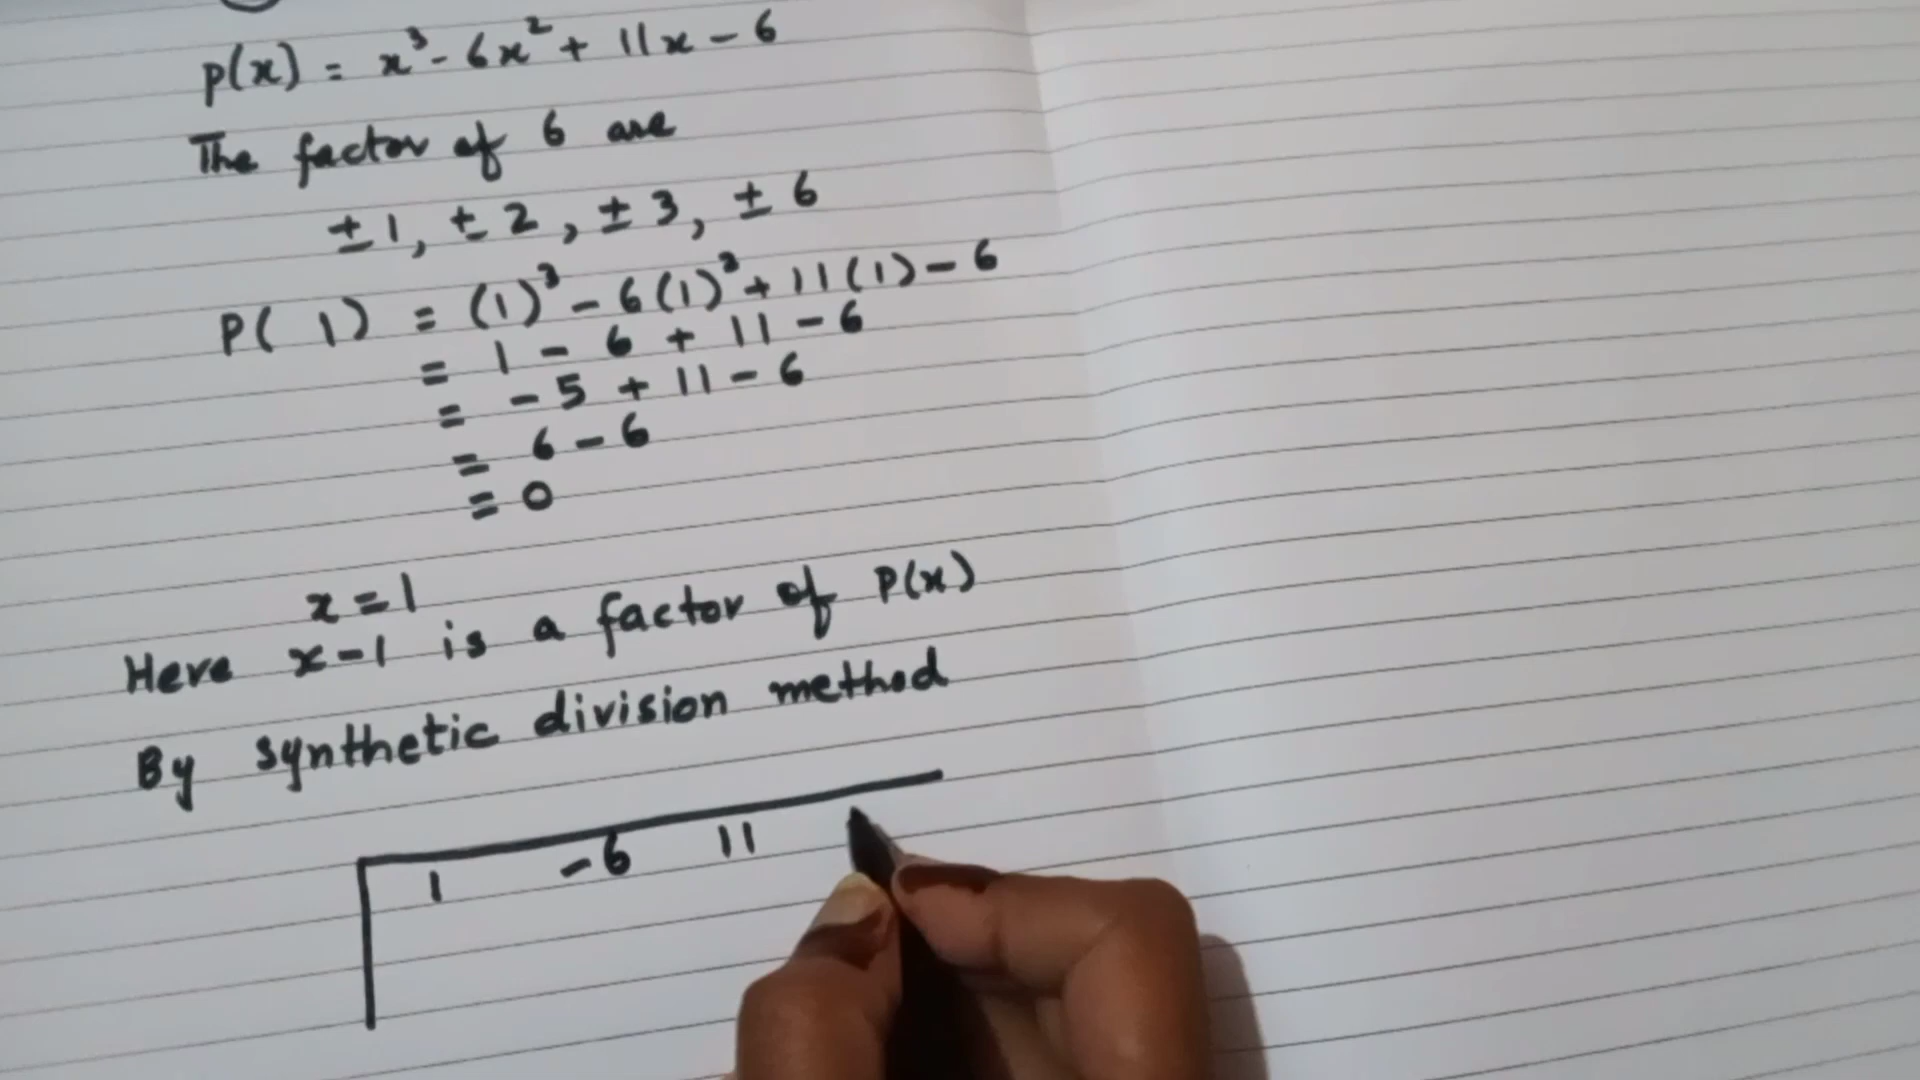 p(x) = x³ - 6x² + 11x - 6
The factor of 6 are
± 1, ± 2, ± 3, ± 6
P( 1) = (1)³ - 6(1)² + 11(1) - 6
= 1 - 6 + 11 - 6
= - 5 + 11 - 6
= 6 - 6
= 0
x = 1
Here x - 1 is a factor of P(x)
By synthetic division method
1 -6 11